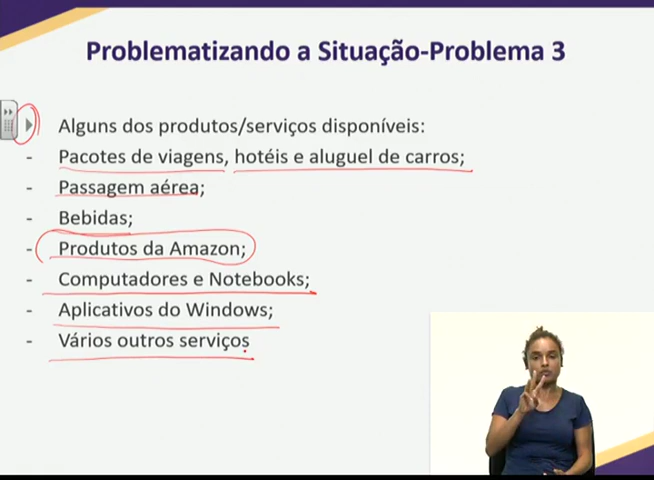 Problematizando a Situação-Problema 3
Alguns dos produtos/serviços disponíveis:
- Pacotes de viagens, hotéis e aluguel de carros;
- Passagem aérea;
- Bebidas;
- Produtos da Amazon;
- Computadores e Notebooks;
- Aplicativos do Windows;
- Vários outros serviços